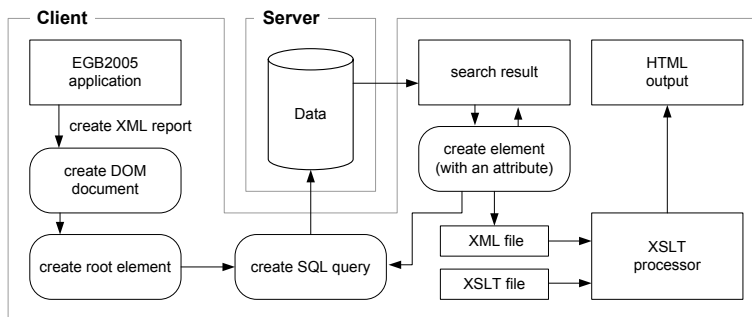 Client
Server
EGB2005
application
create XML report
create DOM
document
create root element
create SQL query
Data
search result
create element
(with an attribute)
XML file
XSLT file
XSLT
processor
HTML
output